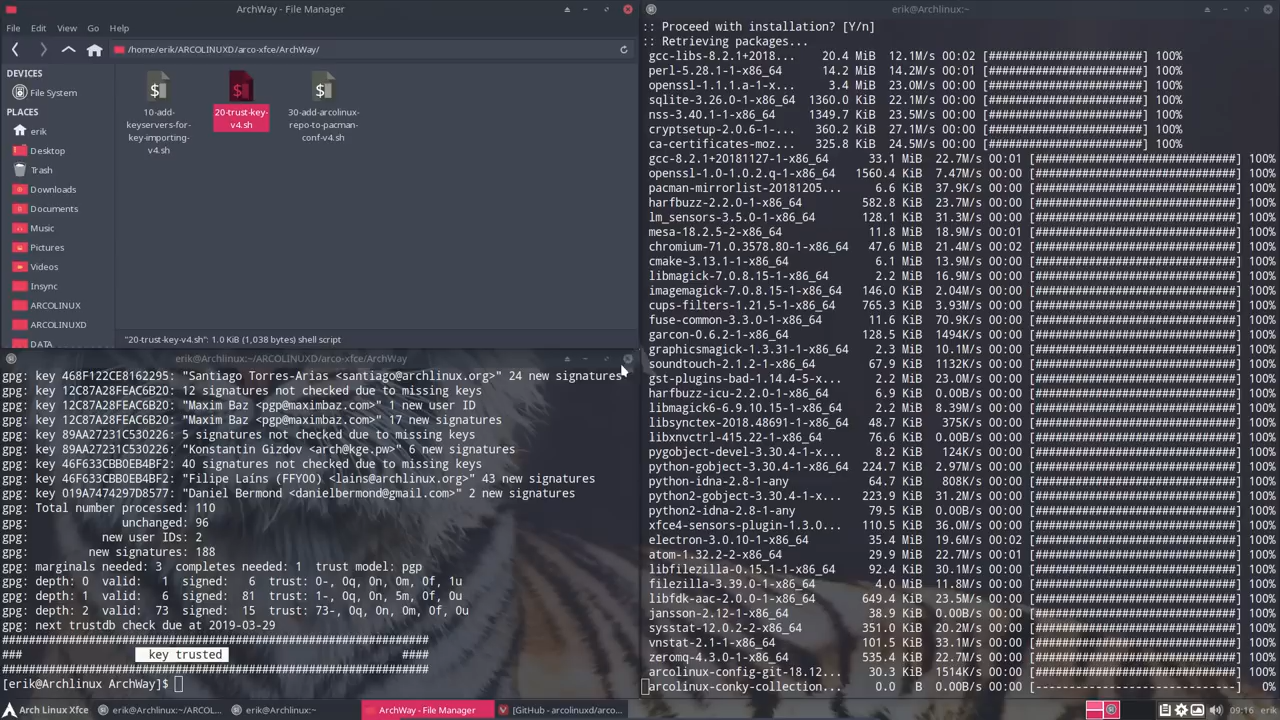 ArchWay - File Manager
File Edit View Go Help
/home/erik/ARCOLINUXD/arco-xfce/ArchWay/
DEVICES
File System
PLACES
erik
Desktop
Trash
Downloads
Documents
Music
Pictures
Videos
Insync
ARCOLINUX
ARCOLINUXD
DATA
10-add-
keyservers-for-
key-importing-
v4.sh
20-trust-key-
v4.sh
30-add-arcolinux-
repo-to-pacman-
conf-v4.sh
"20-trust-key-v4.sh": 1.0 KiB (1,038 bytes) shell script
erik@Archlinux:~/ARCOLINUXD/arco-xfce/ArchWay
gpg: key 468F122CE8162295: "Santiago Torres-Arias <santiago@archlinux.org>" 24 new signatures
gpg: key 12C87A28FEAC6B20: 12 signatures not checked due to missing keys
gpg: key 12C87A28FEAC6B20: "Maxim Baz <pgp@maximbaz.com>" 1 new user ID
gpg: key 12C87A28FEAC6B20: "Maxim Baz <pgp@maximbaz.com>" 17 new signatures
gpg: key 89AA27231C530226: 5 signatures not checked due to missing keys
gpg: key 89AA27231C530226: "Konstantin Gizdov <arch@kge.pw>" 6 new signatures
gpg: key 46F633CBB0EB4BF2: 40 signatures not checked due to missing keys
gpg: key 46F633CBB0EB4BF2: "Filipe Laíns (FFY00) <lains@archlinux.org>" 43 new signatures
gpg: key 019A7474297D8577: "Daniel Bermond <danielbermond@gmail.com>" 2 new signatures
gpg: Total number processed: 110
gpg: unchanged: 96
gpg: new user IDs: 2
gpg: new signatures: 188
gpg: marginals needed: 3 completes needed: 1 trust model: pgp
gpg: depth: 0 valid: 1 signed: 6 trust: 0-, 0q, 0n, 0m, 0f, 1u
gpg: depth: 1 valid: 6 signed: 81 trust: 1-, 0q, 0n, 5m, 0f, 0u
gpg: depth: 2 valid: 73 signed: 15 trust: 73-, 0q, 0n, 0m, 0f, 0u
gpg: next trustdb check due at 2019-03-29
################################################################
### key trusted ####
################################################################
[erik@Archlinux ArchWay]$
erik@Archlinux:~
:: Proceed with installation? [Y/n]
:: Retrieving packages...
gcc-libs-8.2.1+2018... 20.4 MiB 12.1M/s 00:02 [#######################] 100%
perl-5.28.1-1-x86_64 14.2 MiB 14.2M/s 00:01 [#######################] 100%
openssl-1.1.1.a-1-x... 3.4 MiB 23.0M/s 00:00 [#######################] 100%
sqlite-3.26.0-1-x86_64 1360.0 KiB 22.1M/s 00:00 [#######################] 100%
nss-3.40.1-1-x86_64 1349.7 KiB 23.5M/s 00:00 [#######################] 100%
cryptsetup-2.0.6-1-... 360.2 KiB 27.1M/s 00:00 [#######################] 100%
ca-certificates-moz... 325.8 KiB 24.5M/s 00:00 [#######################] 100%
gcc-8.2.1+20181127-1-x86_64 33.1 MiB 22.7M/s 00:01 [##############################] 100%
openssl-1.0-1.0.2.q-1-x86_64 1560.4 KiB 7.47M/s 00:00 [##############################] 100%
pacman-mirrorlist-20181205... 6.6 KiB 37.9K/s 00:00 [##############################] 100%
harfbuzz-2.2.0-1-x86_64 582.8 KiB 23.7M/s 00:00 [##############################] 100%
lm_sensors-3.5.0-1-x86_64 128.1 KiB 31.3M/s 00:00 [##############################] 100%
mesa-18.2.5-2-x86_64 11.8 MiB 18.9M/s 00:01 [##############################] 100%
chromium-71.0.3578.80-1-x86_64 47.6 MiB 21.4M/s 00:02 [##############################] 100%
cmake-3.13.1-1-x86_64 6.1 MiB 13.9M/s 00:00 [##############################] 100%
libmagick-7.0.8.15-1-x86_64 2.2 MiB 16.9M/s 00:00 [##############################] 100%
imagemagick-7.0.8.15-1-x86_64 146.0 KiB 2.04M/s 00:00 [##############################] 100%
cups-filters-1.21.5-1-x86_64 765.3 KiB 3.93M/s 00:00 [##############################] 100%
fuse-common-3.3.0-1-x86_64 11.6 KiB 70.9K/s 00:00 [##############################] 100%
garcon-0.6.2-1-x86_64 128.5 KiB 1494K/s 00:00 [##############################] 100%
graphicsmagick-1.3.31-1-x86_64 2.3 MiB 10.1M/s 00:00 [##############################] 100%
soundtouch-2.1.2-1-x86_64 67.9 KiB 1132K/s 00:00 [##############################] 100%
gst-plugins-bad-1.14.4-5-x... 2.2 MiB 23.0M/s 00:00 [##############################] 100%
harfbuzz-icu-2.2.0-1-x86_64 6.9 KiB 0.00B/s 00:00 [##############################] 100%
libmagick6-6.9.10.15-1-x86_64 2.2 MiB 8.39M/s 00:00 [##############################] 100%
libsynctex-2018.48691-1-x86_64 48.7 KiB 375K/s 00:00 [##############################] 100%
libxnvctrl-415.22-1-x86_64 76.6 KiB 0.00B/s 00:00 [##############################] 100%
pygobject-devel-3.30.4-1-x... 8.2 KiB 124K/s 00:00 [##############################] 100%
python-gobject-3.30.4-1-x86_64 224.7 KiB 2.97M/s 00:00 [##############################] 100%
python-idna-2.8-1-any 64.7 KiB 808K/s 00:00 [##############################] 100%
python2-gobject-3.30.4-1-x... 223.9 KiB 31.2M/s 00:00 [##############################] 100%
python2-idna-2.8-1-any 79.5 KiB 0.00B/s 00:00 [##############################] 100%
xfce4-sensors-plugin-1.3.0... 110.5 KiB 36.0M/s 00:00 [##############################] 100%
electron-3.0.10-1-x86_64 35.4 MiB 19.6M/s 00:02 [##############################] 100%
atom-1.32.2-2-x86_64 29.9 MiB 22.7M/s 00:01 [##############################] 100%
libfilezilla-0.15.1-1-x86_64 92.4 KiB 30.1M/s 00:00 [##############################] 100%
filezilla-3.39.0-1-x86_64 4.0 MiB 11.8M/s 00:00 [##############################] 100%
libfdk-aac-2.0.0-1-x86_64 649.4 KiB 23.5M/s 00:00 [##############################] 100%
jansson-2.12-1-x86_64 38.9 KiB 0.00B/s 00:00 [##############################] 100%
sysstat-12.0.2-2-x86_64 351.0 KiB 20.2M/s 00:00 [##############################] 100%
vnstat-2.1-1-x86_64 101.5 KiB 33.1M/s 00:00 [##############################] 100%
zeromq-4.3.0-1-x86_64 535.4 KiB 22.7M/s 00:00 [##############################] 100%
arcolinux-config-git-18.12... 30.3 KiB 1514K/s 00:00 [##############################] 100%
arcolinux-conky-collection... 0.0 B 0.00B/s 00:00 [------------------------------] 0%
Arch Linux Xfce erik@Archlinux:~/ARCOL... erik@Archlinux:~ ArchWay - File Manager [GitHub - arcolinuxd/arco... 09:16 erik